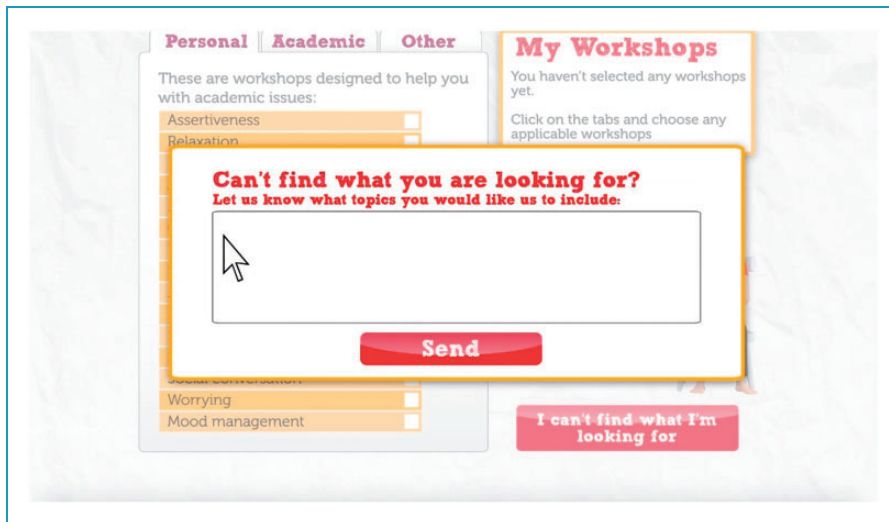 Personal Academic Other
These are workshops designed to help you
with academic issues:
Assertiveness
Relaxation
My Workshops
You haven't selected any workshops
yet.
Click on the tabs and choose any
applicable workshops
Can't find what you are looking for?
Let us know what topics you would like us to include:
Send
Social conversation
Worrying
Mood management
I can't find what I'm
looking for